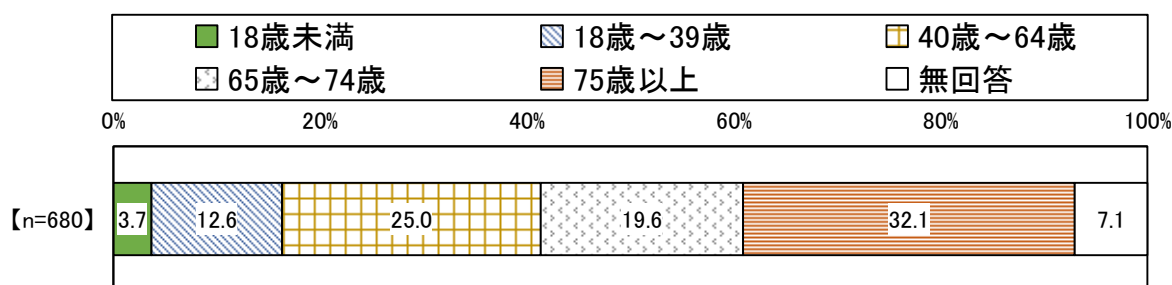 18歳未満 18歳～39歳 40歳～64歳
65歳～74歳 75歳以上 無回答
0% 20% 40% 60% 80% 100%
【n=680】 3.7 12.6 25.0 19.6 32.1 7.1